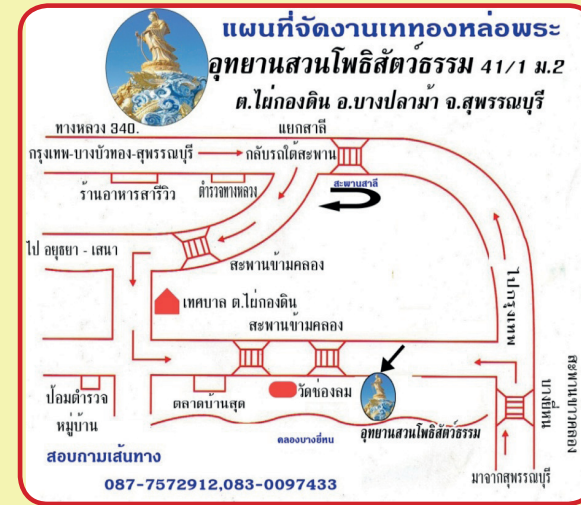 แผนที่จัดงานเททองหล่อพระ
อุทยานสวนโพธิสัตว์ธรรม 41/1 ม.2
ต.ไผ่กองดิน อ.บางปลาม้า จ.สุพรรณบุรี
ทางหลวง 340.
แยกสาลี
กรุงเทพ-บางบัวทอง-สุพรรณบุรี
กลับรถใต้สะพาน
ร้านอาหารสารีวิว
ตำรวจทางหลวง
สะพานสาลี
ไป อยุธยา - เสนา
สะพานข้ามคลอง
ไปกรุงเทพ
เทศบาล ต.ไผ่กองดิน
สะพานข้ามคลอง
ป้อมตำรวจ
หมู่บ้าน
ตลาดบ้านสุด
วัดช่องลม
คลองบางยี่หน
อุทยานสวนโพธิสัตว์ธรรม
สะพานขาวคลอง
บางยี่หน
มาจากสุพรรณบุรี
สอบถามเส้นทาง
087-7572912,083-0097433